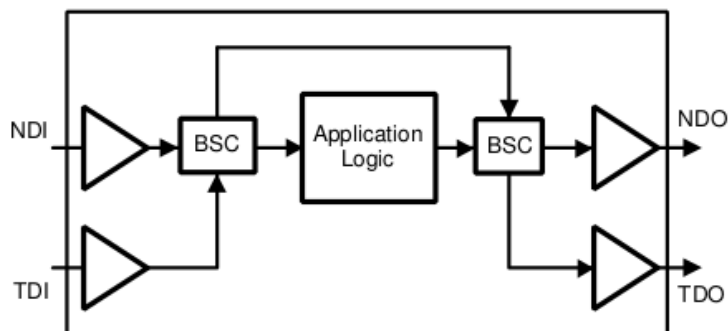 NDI
BSC
Application
Logic
BSC
NDO
TDI
TDO